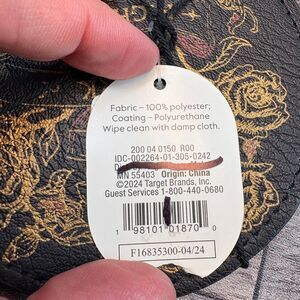 Fabric – 100% polyester;
Coating – Polyurethane
Wipe clean with damp cloth.
200 04 0150 R00
IDC-002264-01-305-0242
MN 55403 Origin: China
©2024 Target Brands, Inc.
Guest Services 1-800-440-0680
1 98101 01870 0
F16835300-04/24